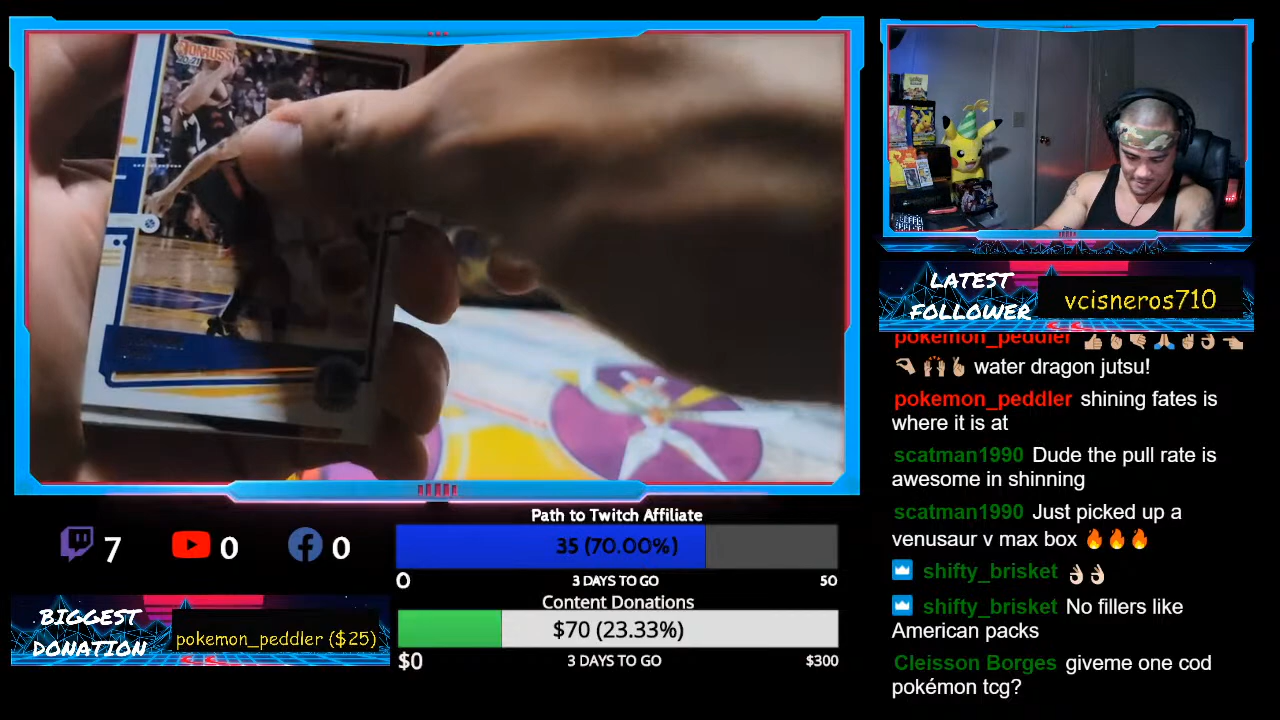 DONRUSS
LATEST
FOLLOWER
vcisneros710
pokemon_peddler 👍🏼
water dragon jutsu!
pokemon_peddler shining fates is
where it is at
scatman1990 Dude the pull rate is
awesome in shinning
scatman1990 Just picked up a
venusaur v max box 🔥🔥🔥
shifty_brisket 👌🏻👌🏻
shifty_brisket No fillers like
American packs
Cleisson Borges giveme one cod
pokémon tcg?
7
0
0
Path to Twitch Affiliate
35 (70.00%)
0
3 DAYS TO GO
50
Content Donations
$70 (23.33%)
$0
3 DAYS TO GO
$300
BIGGEST
DONATION
pokemon_peddler ($25)